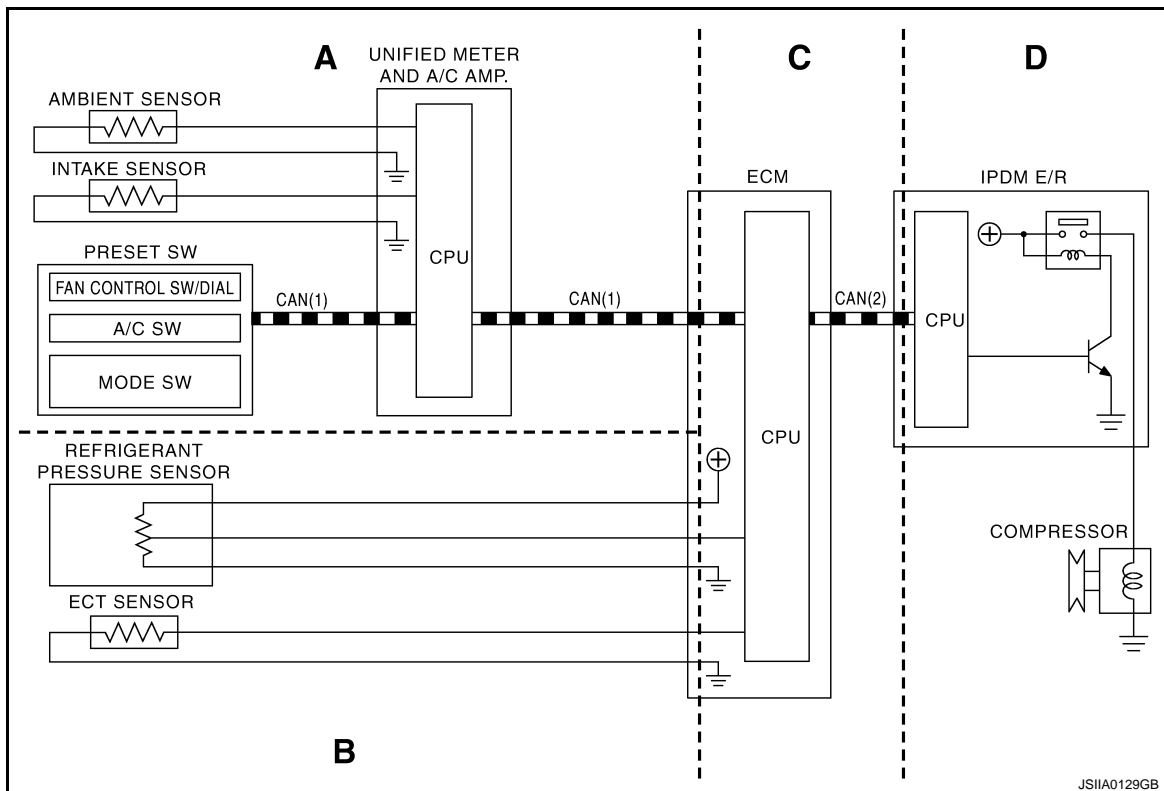 A
C
D
UNIFIED METER
AND A/C AMP.
AMBIENT SENSOR
INTAKE SENSOR
ECM
IPDM E/R
PRESET SW
CPU
FAN CONTROL SW/DIAL
CAN(1)
CAN(1)
CAN(2)
A/C SW
CPU
MODE SW
CPU
REFRIGERANT
PRESSURE SENSOR
COMPRESSOR
ECT SENSOR
B
JSIIA0129GB